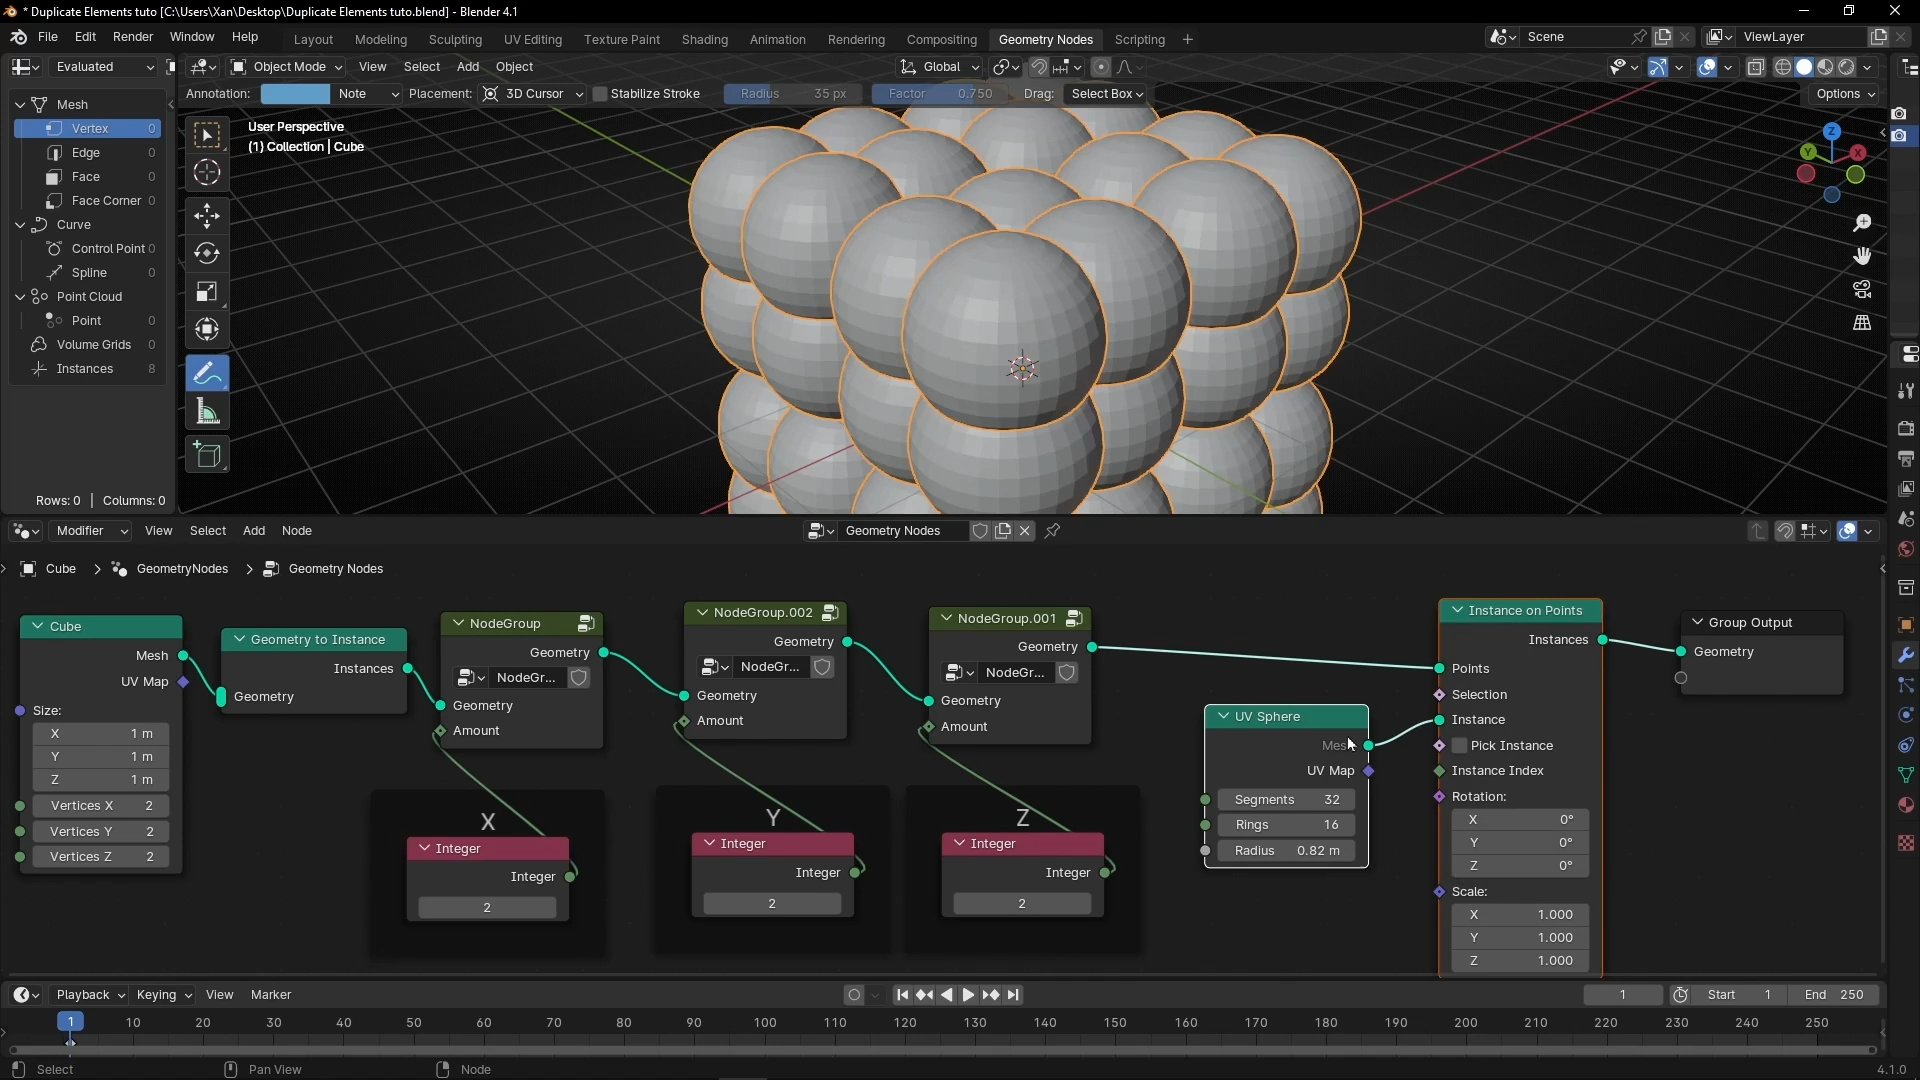 * Duplicate Elements tuto [C:\Users\Xan\Desktop\Duplicate Elements tuto.blend] - Blender 4.1
File Edit Render Window Help Layout Modeling Sculpting UV Editing Texture Paint Shading Animation Rendering Compositing Geometry Nodes Scripting + Scene ViewLayer
Evaluated Object Mode View Select Add Object Global
Annotation: Note Placement: 3D Cursor Stabilize Stroke Radius 35 px Factor 0.750 Drag: Select Box Options
Mesh
Vertex 0
Edge 0
Face 0
Face Corner 0
Curve
Control Point 0
Spline 0
Point Cloud
Point 0
Volume Grids
Instances 8
Rows: 0 | Columns: 0
User Perspective
(1) Collection | Cube
Z
Y
X
Modifier View Select Add Node Geometry Nodes
Cube > GeometryNodes > Geometry Nodes
Cube
Mesh
UV Map
Size:
X 1 m
Y 1 m
Z 1 m
Vertices X 2
Vertices Y 2
Vertices Z 2
Geometry to Instance
Instances
Geometry
NodeGroup
Geometry
NodeGr...
Geometry
Amount
X
Integer
Integer
2
NodeGroup.002
Geometry
NodeGr...
Geometry
Amount
Y
Integer
Integer
2
NodeGroup.001
Geometry
NodeGr...
Geometry
Amount
Z
Integer
Integer
2
UV Sphere
Mes
UV Map
Segments 32
Rings 16
Radius 0.82 m
Instance on Points
Instances
Points
Selection
Instance
Pick Instance
Instance Index
Rotation:
X 0°
Y 0°
Z 0°
Scale:
X 1.000
Y 1.000
Z 1.000
Group Output
Geometry
Playback Keying View Marker 1 Start 1 End 250
1 10 20 30 40 50 60 70 80 90 100 110 120 130 140 150 160 170 180 190 200 210 220 230 240 250
Select Pan View Node 4.1.0